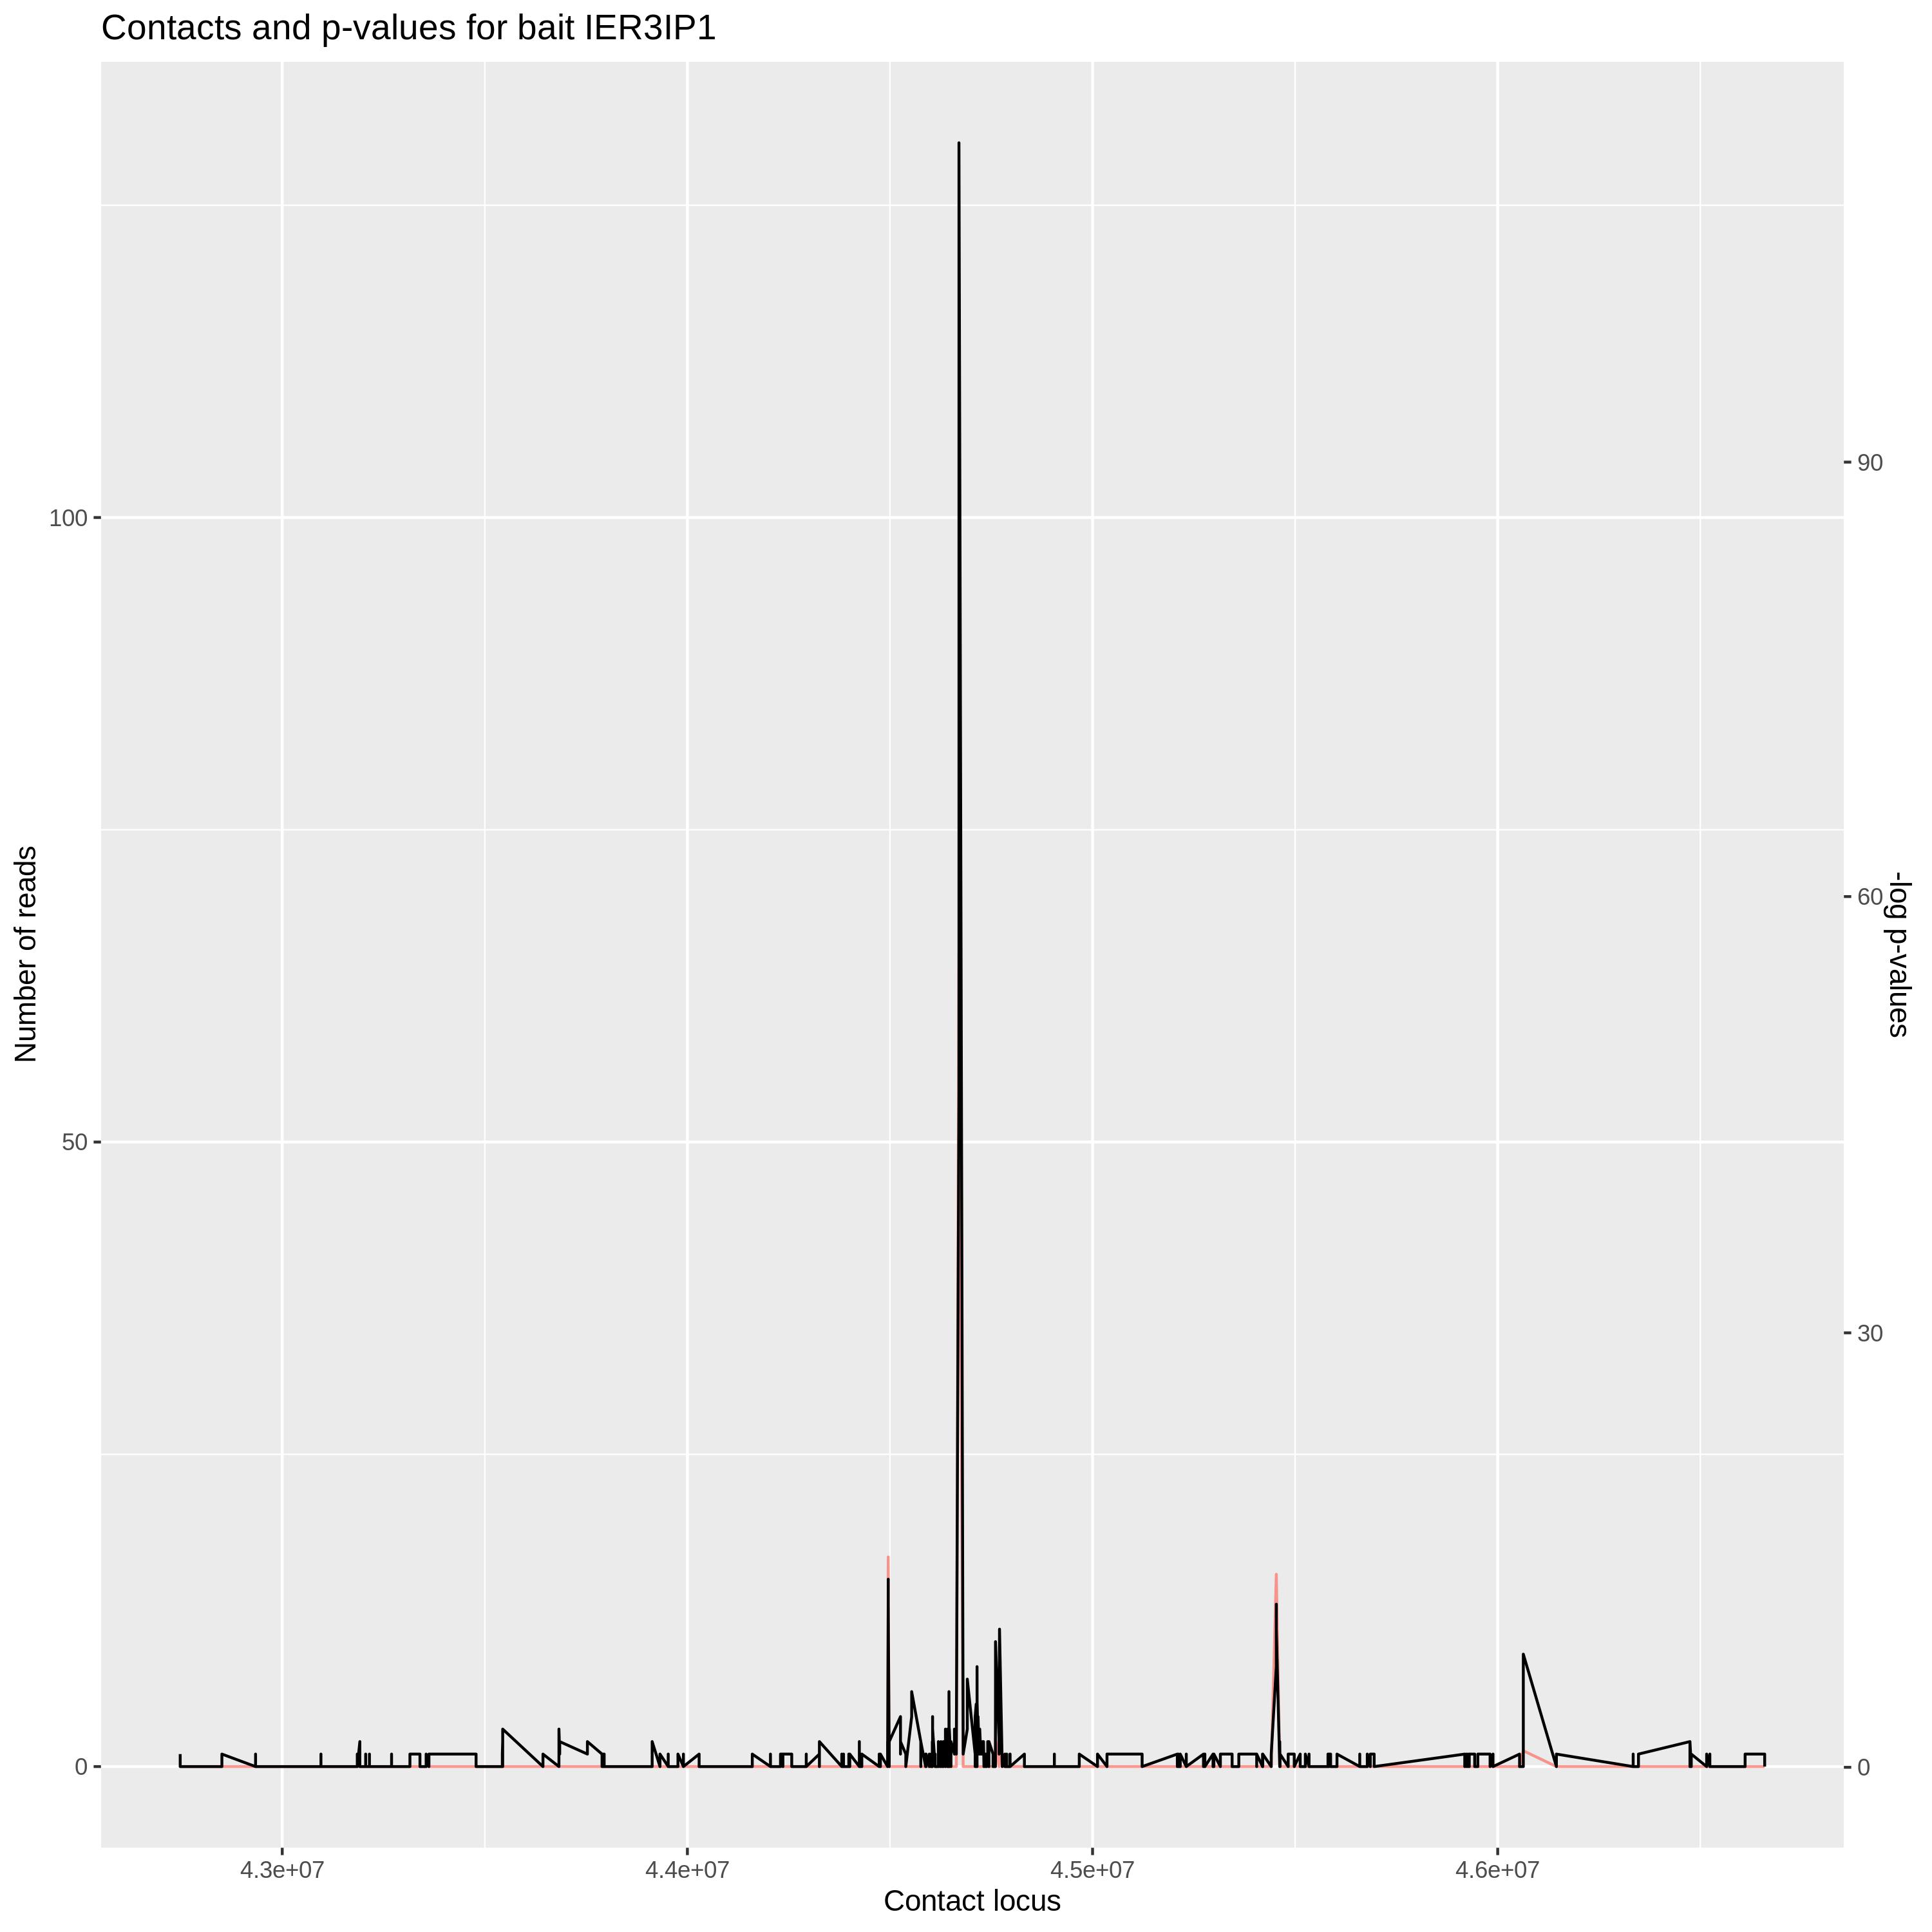 Contacts and p-values for bait IER3IP1
Number of reads
100
50
0
90
60
30
0
-log p-values
4.3e+07
4.4e+07
4.5e+07
4.6e+07
Contact locus